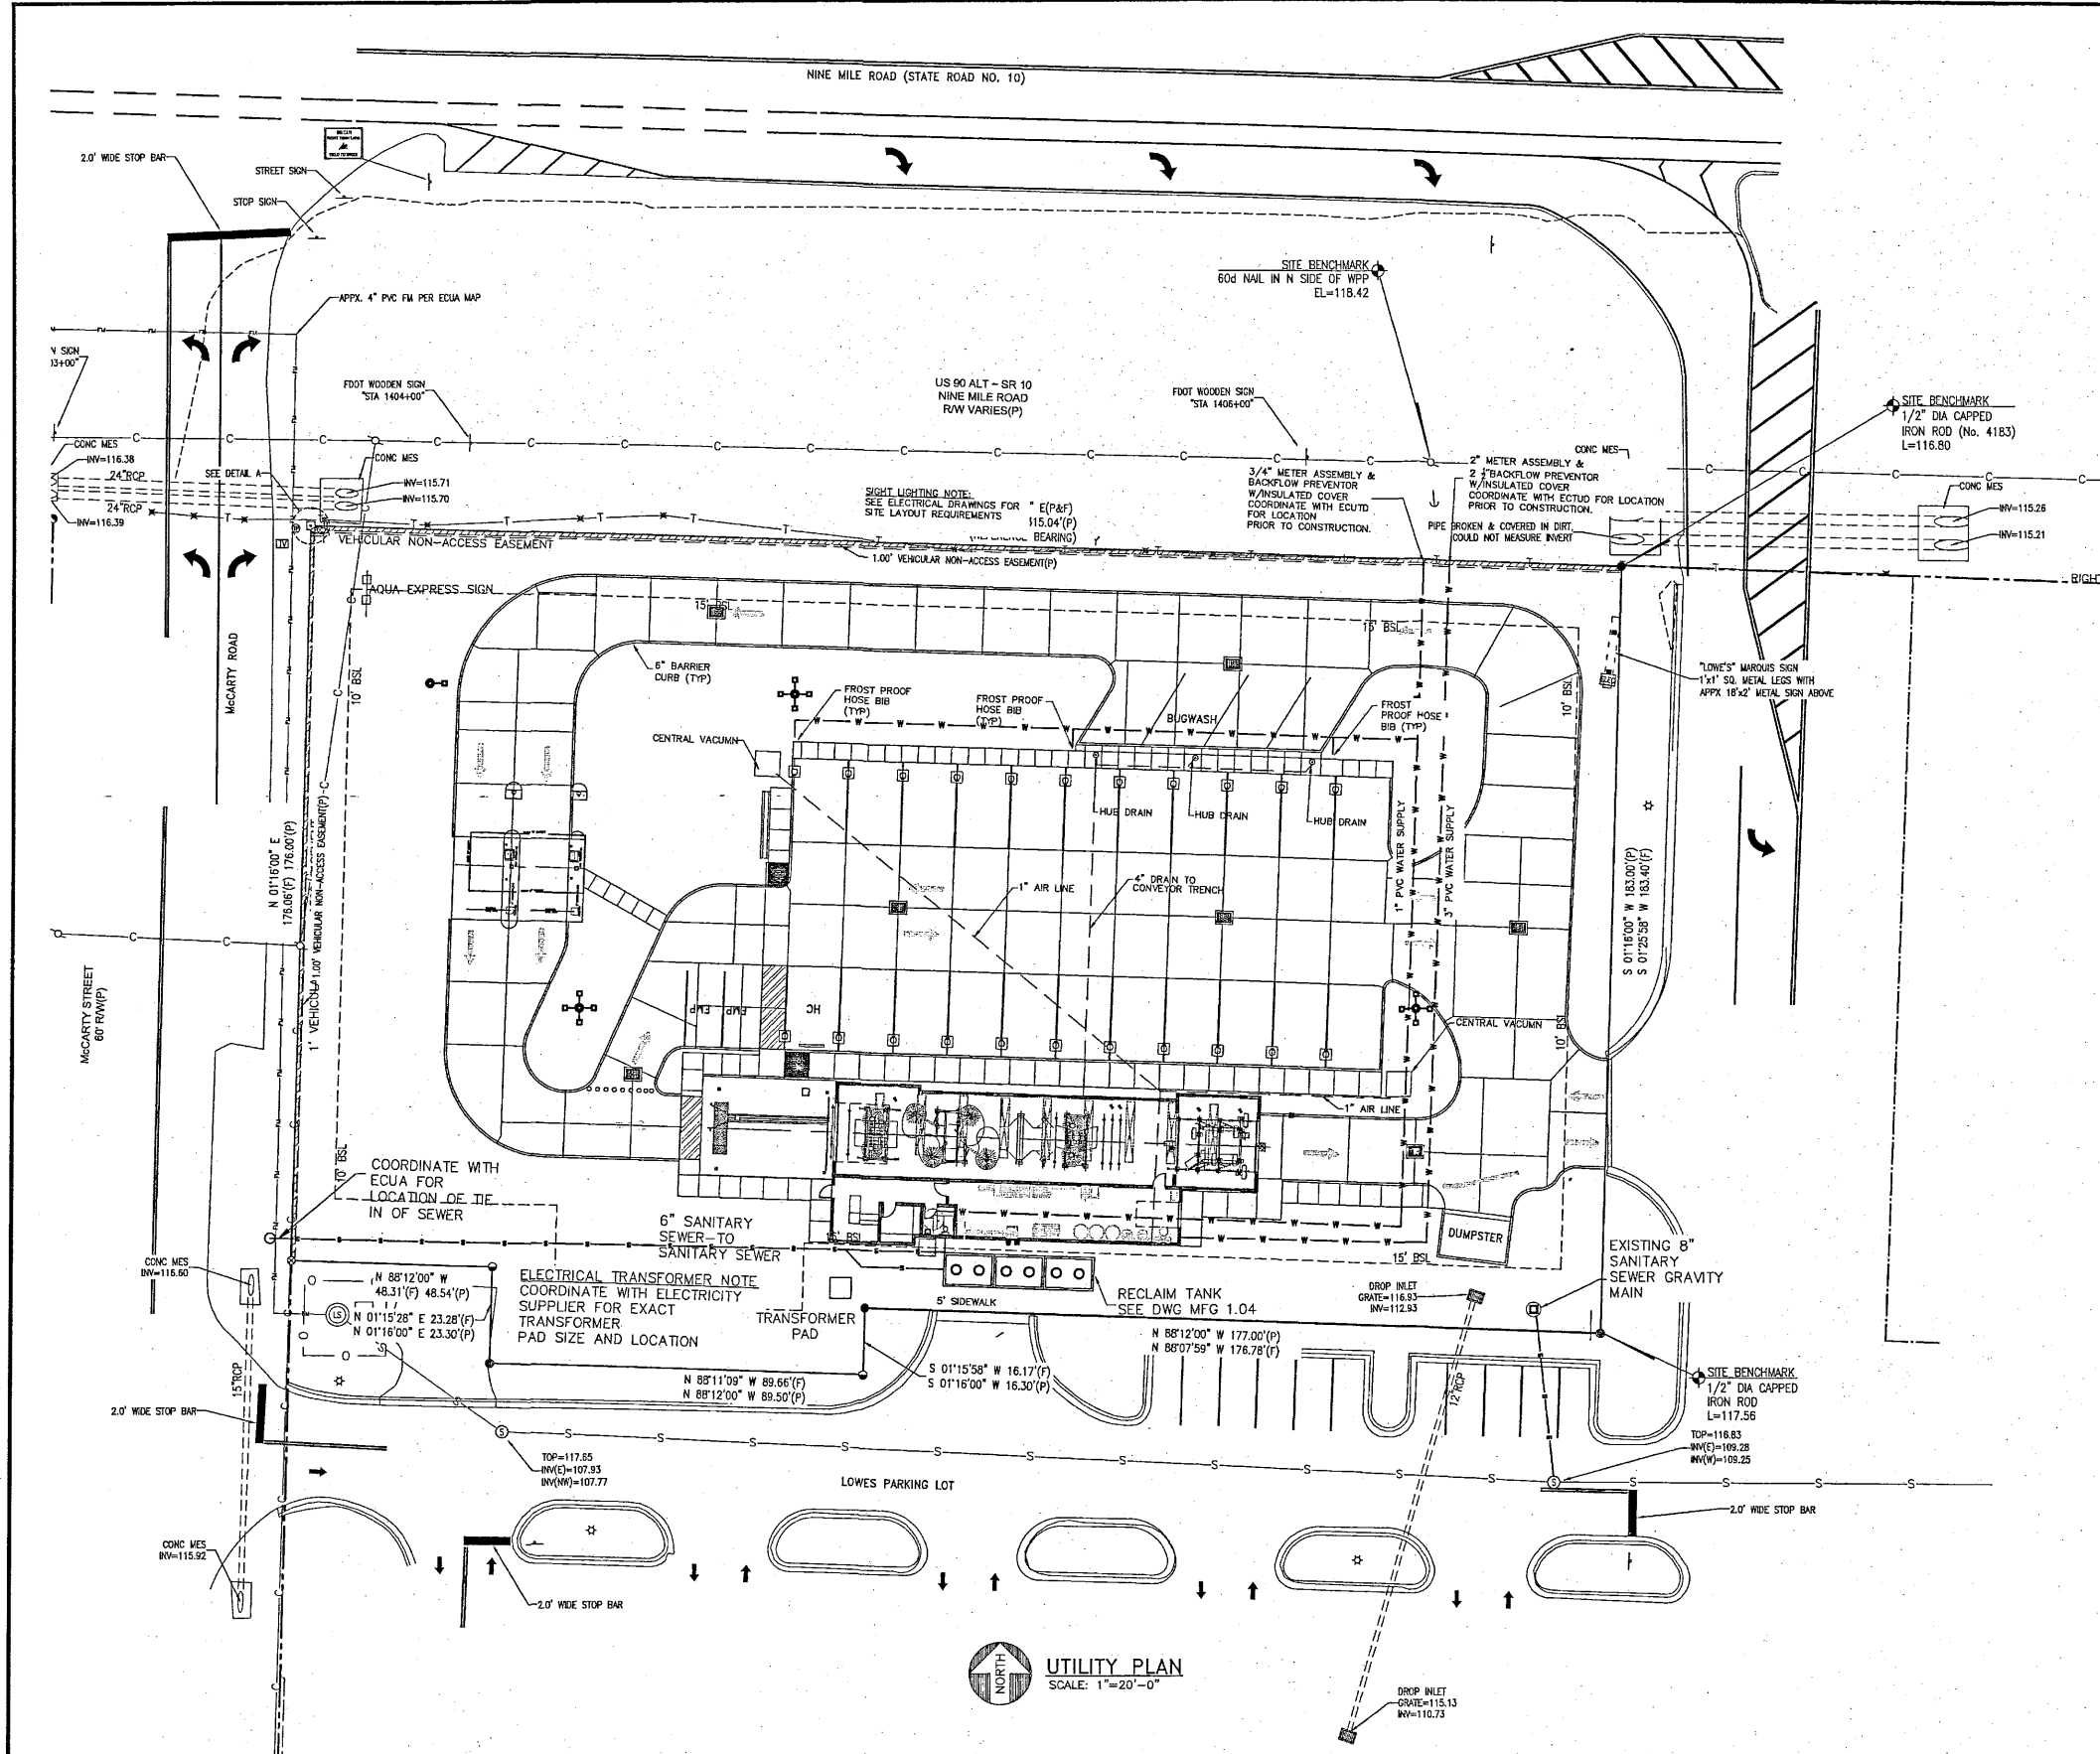 NINE MILE ROAD (STATE ROAD NO. 10)
2.0' WIDE STOP BAR
STREET SIGN
STOP SIGN
SITE BENCHMARK
60d NAIL IN N SIDE OF WPP
EL=118.42
APPX. 4" PVC FM PER ECUA MAP
V SIGN
13+00"
FDOT WOODEN SIGN
"STA 1404+00"
US 90 ALT - SR 10
NINE MILE ROAD
R/W VARIES(P)
FDOT WOODEN SIGN
"STA 1406+00"
SITE BENCHMARK
1/2" DIA CAPPED
IRON ROD (No. 4183)
L=116.80
CONC MES
INV=116.38
24"RCP
24"RCP
INV=116.39
SEE DETAIL A
CONC MES
INV=115.71
INV=115.70
SIGHT LIGHTING NOTE:
SEE ELECTRICAL DRAWINGS FOR
SITE LAYOUT REQUIREMENTS
" E(P&F)
115.04'(P)
BEARING)
3/4" METER ASSEMBLY &
BACKFLOW PREVENTOR
W/INSULATED COVER
COORDINATE WITH ECUTD
FOR LOCATION
PRIOR TO CONSTRUCTION.
CONC MES
2" METER ASSEMBLY &
BACKFLOW PREVENTOR
W/INSULATED COVER
COORDINATE WITH ECTUD FOR LOCATION
PRIOR TO CONSTRUCTION.
PIPE BROKEN & COVERED IN DIRT,
COULD NOT MEASURE INVERT
CONC MES
INV=115.26
INV=115.21
VEHICULAR NON-ACCESS EASEMENT
1.00' VEHICULAR NON-ACCESS EASEMENT(P)
RIGHT
AQUA EXPRESS SIGN
15' BSL
15' BSL
10' BSL
10' BSL
McCARTY ROAD
6" BARRIER
CURB (TYP)
FROST PROOF
HOSE BIB
(TYP)
FROST PROOF
HOSE BIB
(TYP)
BUGWASH
FROST
PROOF HOSE
BIB (TYP)
"LOWE'S" MARQUIS SIGN
1'x1' SQ. METAL LEGS WITH
APPX 18'x2' METAL SIGN ABOVE
CENTRAL VACUMN
HUB DRAIN
HUB DRAIN
HUB DRAIN
1" PVC WATER SUPPLY
3" PVC WATER SUPPLY
N 01°16'00" E
176.06'(F) 176.00'(P)
1' VEHICULA 1.00' VEHICULAR NON-ACCESS EASEMENT(P)
1" AIR LINE
4" DRAIN TO
CONVEYOR TRENCH
S 01°16'00" W 183.00'(P)
S 01°25'58" W 183.40'(F)
McCARTY STREET
60' R/W(P)
EMP
EMP
HC
CENTRAL VACUMN
10' BSL
1" AIR LINE
10' BSL
COORDINATE WITH
ECUA FOR
LOCATION OF TIE
IN OF SEWER
6" SANITARY
SEWER TO
SANITARY SEWER
15' BSL
15' BSL
DUMPSTER
EXISTING 8"
SANITARY
SEWER GRAVITY
MAIN
CONC MES
INV=116.60
N 88°12'00" W
48.31'(F) 48.54'(P)
LS
N 01°15'28" E 23.28'(F)
N 01°16'00" E 23.30'(P)
ELECTRICAL TRANSFORMER NOTE
COORDINATE WITH ELECTRICITY
SUPPLIER FOR EXACT
TRANSFORMER
PAD SIZE AND LOCATION
TRANSFORMER
PAD
5' SIDEWALK
RECLAIM TANK
SEE DWG MFG 1.04
DROP INLET
GRATE=116.93
INV=112.93
N 88°12'00" W 177.00'(P)
N 88°07'59" W 176.78'(F)
S 01°15'58" W 16.17'(F)
S 01°16'00" W 16.30'(P)
N 88°11'09" W 89.66'(F)
N 88°12'00" W 89.50'(P)
15"RCP
12"RCP
SITE BENCHMARK
1/2" DIA CAPPED
IRON ROD
L=117.56
2.0' WIDE STOP BAR
TOP=117.65
INV(E)=107.93
INV(NW)=107.77
TOP=116.83
INV(E)=109.28
INV(W)=109.25
LOWES PARKING LOT
2.0' WIDE STOP BAR
CONC MES
INV=115.92
2.0' WIDE STOP BAR
NORTH
UTILITY PLAN
SCALE: 1"=20'-0"
DROP INLET
GRATE=115.13
INV=110.73